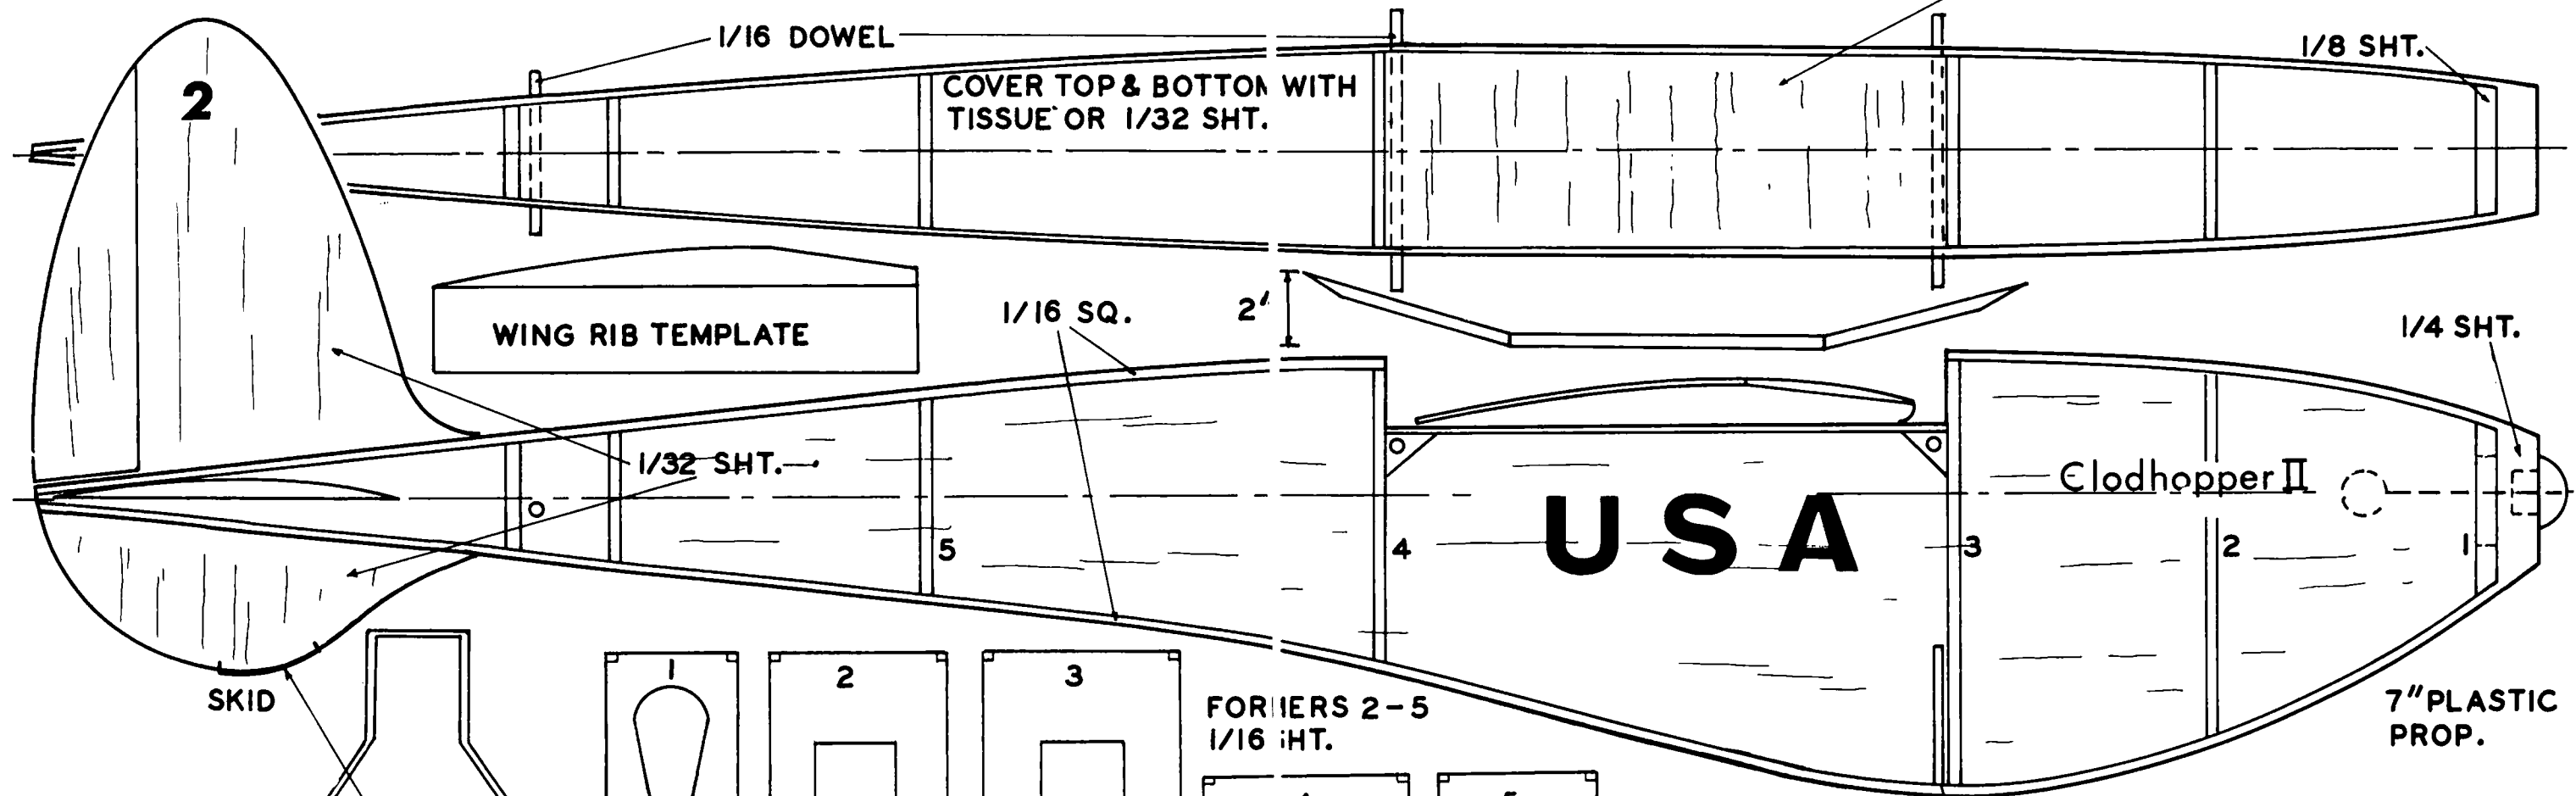 1/16 DOWEL
1/8 SHT.
2
COVER TOP & BOTTOM WITH
TISSUE OR 1/32 SHT.
1/16 SQ.
2"
WING RIB TEMPLATE
1/4 SHT.
1/32 SHT.
Clodhopper II
USA
5
4
3
2
1
SKID
1
2
3
FORMERS 2-5
1/16 SHT.
7" PLASTIC
PROP.